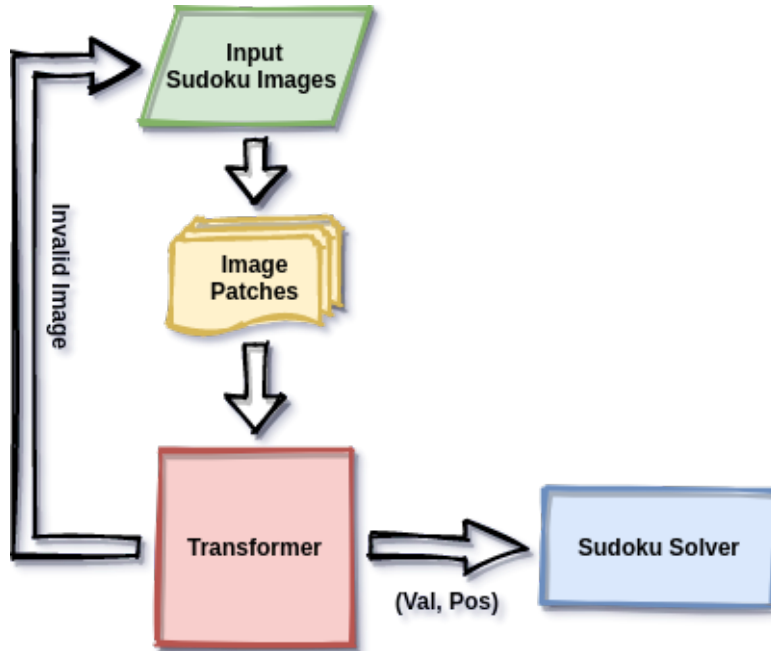 Input
Sudoku Images
Invalid Image
Image
Patches
Transformer
Sudoku Solver
(Val, Pos)